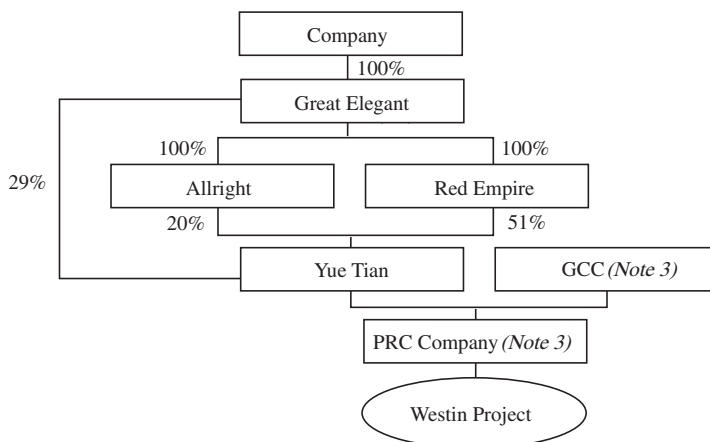 Company
100%
Great Elegant
100%
100%
29%
Allright
Red Empire
20%
51%
Yue Tian
GCC (Note 3)
PRC Company (Note 3)
Westin Project